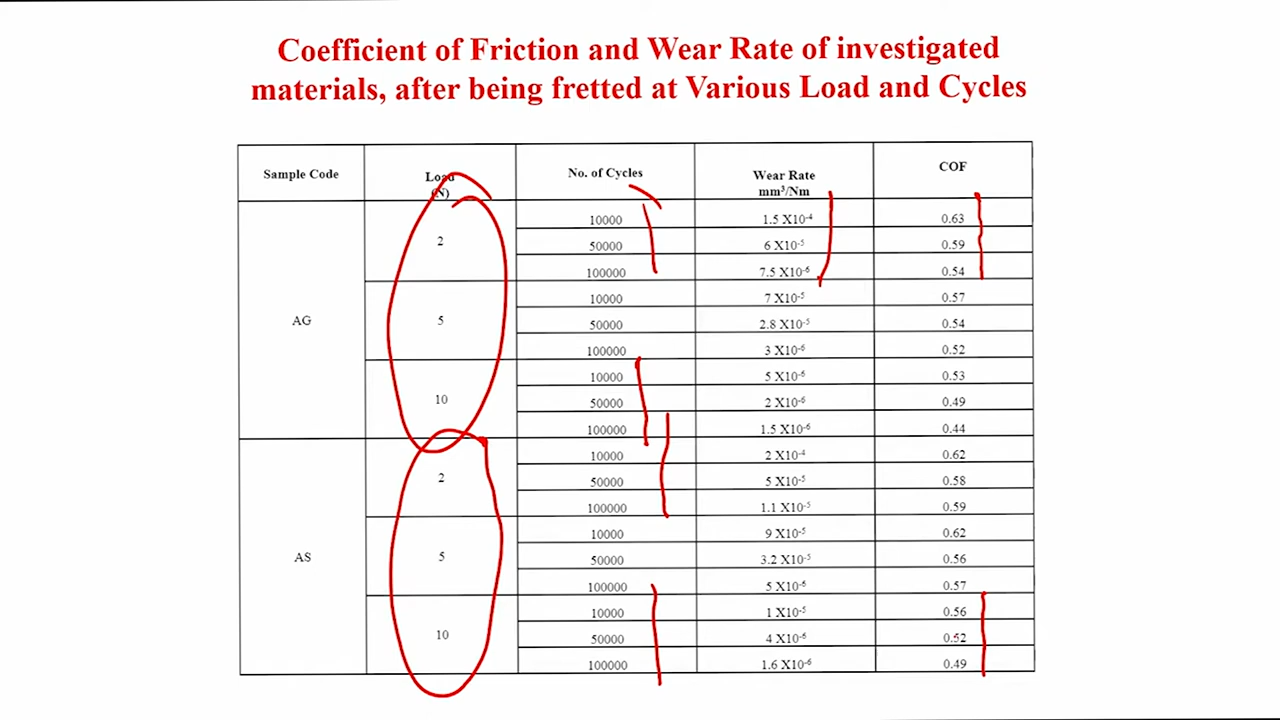 Coefficient of Friction and Wear Rate of investigated
materials, after being fretted at Various Load and Cycles
Sample Code Load (N) No. of Cycles Wear Rate mm³/Nm COF
AG 2 10000 1.5 X10-4 0.63
50000 6 X10-5 0.59
100000 7.5 X10-6 0.54
5 10000 7 X10-5 0.57
50000 2.8 X10-5 0.54
100000 3 X10-6 0.52
10 10000 5 X10-6 0.53
50000 2 X10-6 0.49
100000 1.5 X10-6 0.44
AS 2 10000 2 X10-4 0.62
50000 5 X10-5 0.58
100000 1.1 X10-5 0.59
5 10000 9 X10-5 0.62
50000 3.2 X10-5 0.56
100000 5 X10-6 0.57
10 10000 1 X10-5 0.56
50000 4 X10-6 0.52
100000 1.6 X10-6 0.49